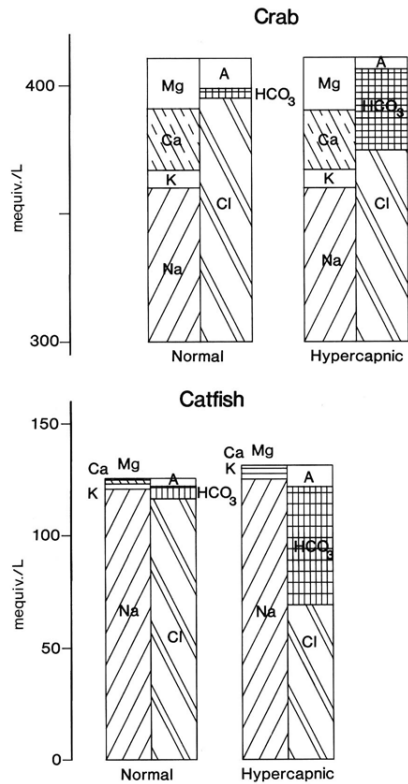 Crab
400
300
mequiv./L
Mg
Ca
K
Na
A
HCO3
Cl
Normal
Mg
Ca
K
Na
A
HCO3
Cl
Hypercapnic
Catfish
150
100
50
0
mequiv./L
Ca Mg
K
Na
A
HCO3
Cl
Normal
Ca Mg
K
Na
A
HCO3
Cl
Hypercapnic